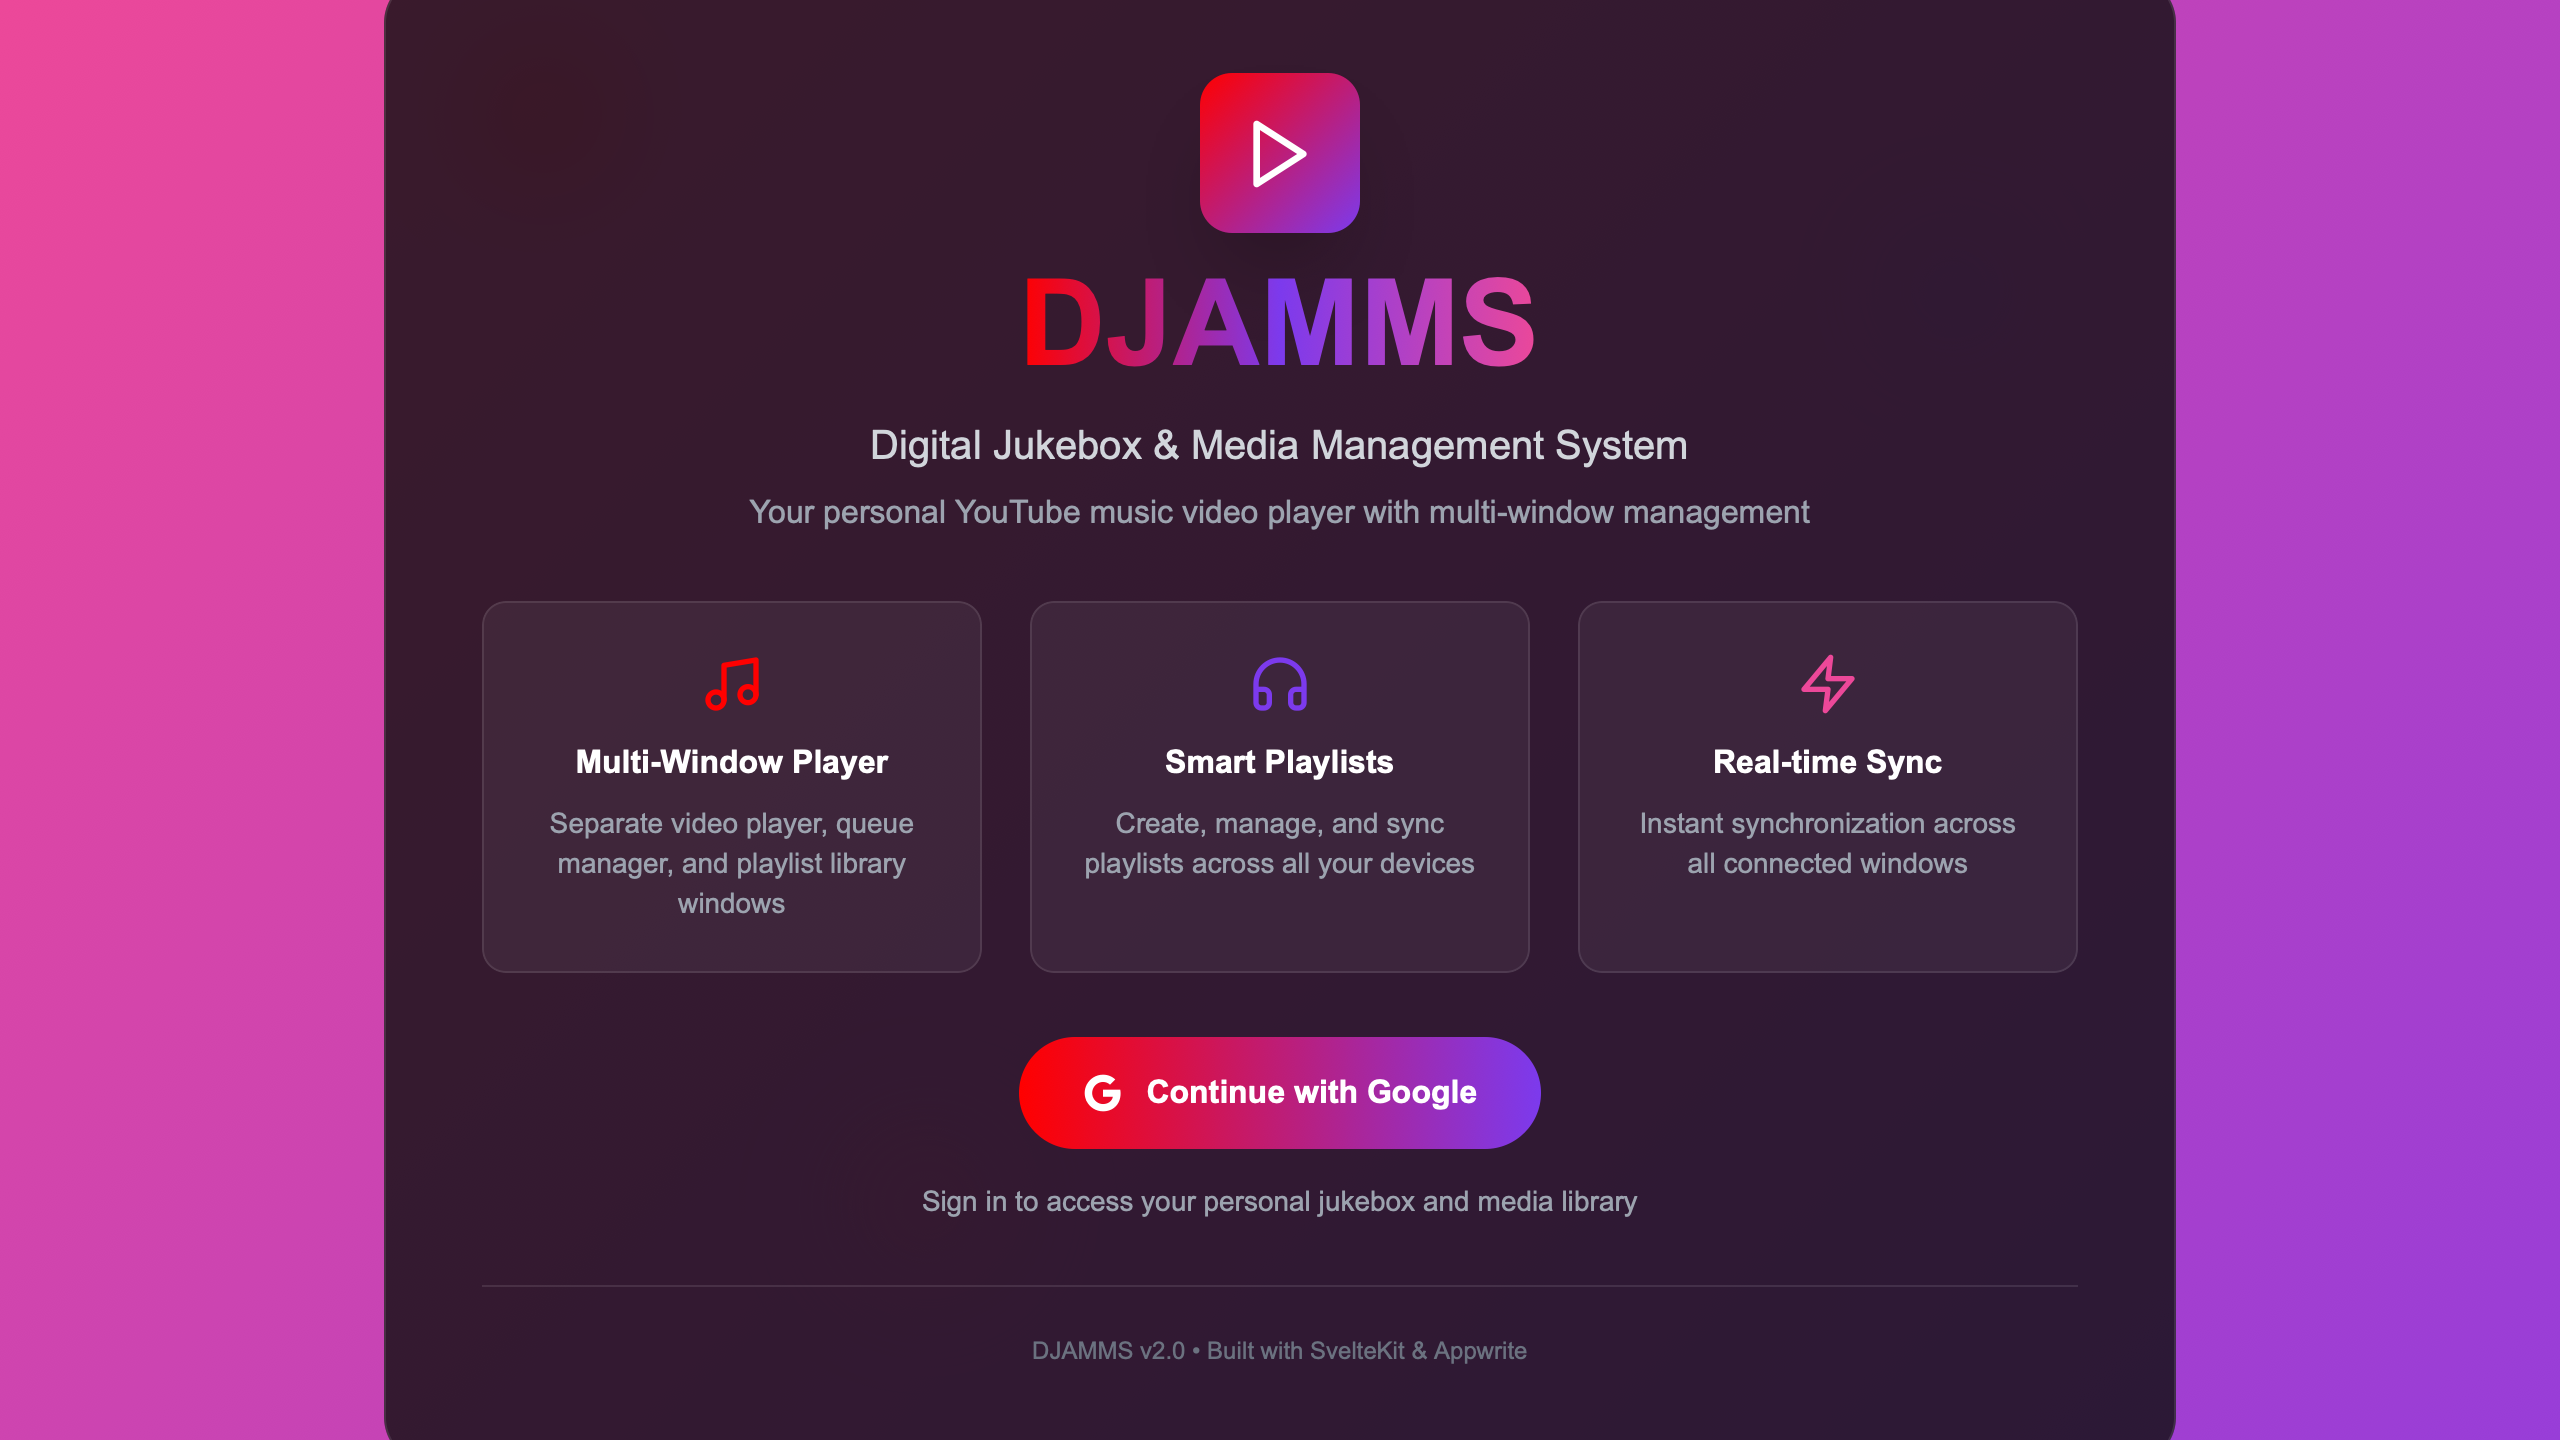 DJAMMS
Digital Jukebox & Media Management System
Your personal YouTube music video player with multi-window management
Multi-Window Player
Separate video player, queue
manager, and playlist library
windows
Smart Playlists
Create, manage, and sync
playlists across all your devices
Real-time Sync
Instant synchronization across
all connected windows
Continue with Google
Sign in to access your personal jukebox and media library
DJAMMS v2.0 • Built with SvelteKit & Appwrite